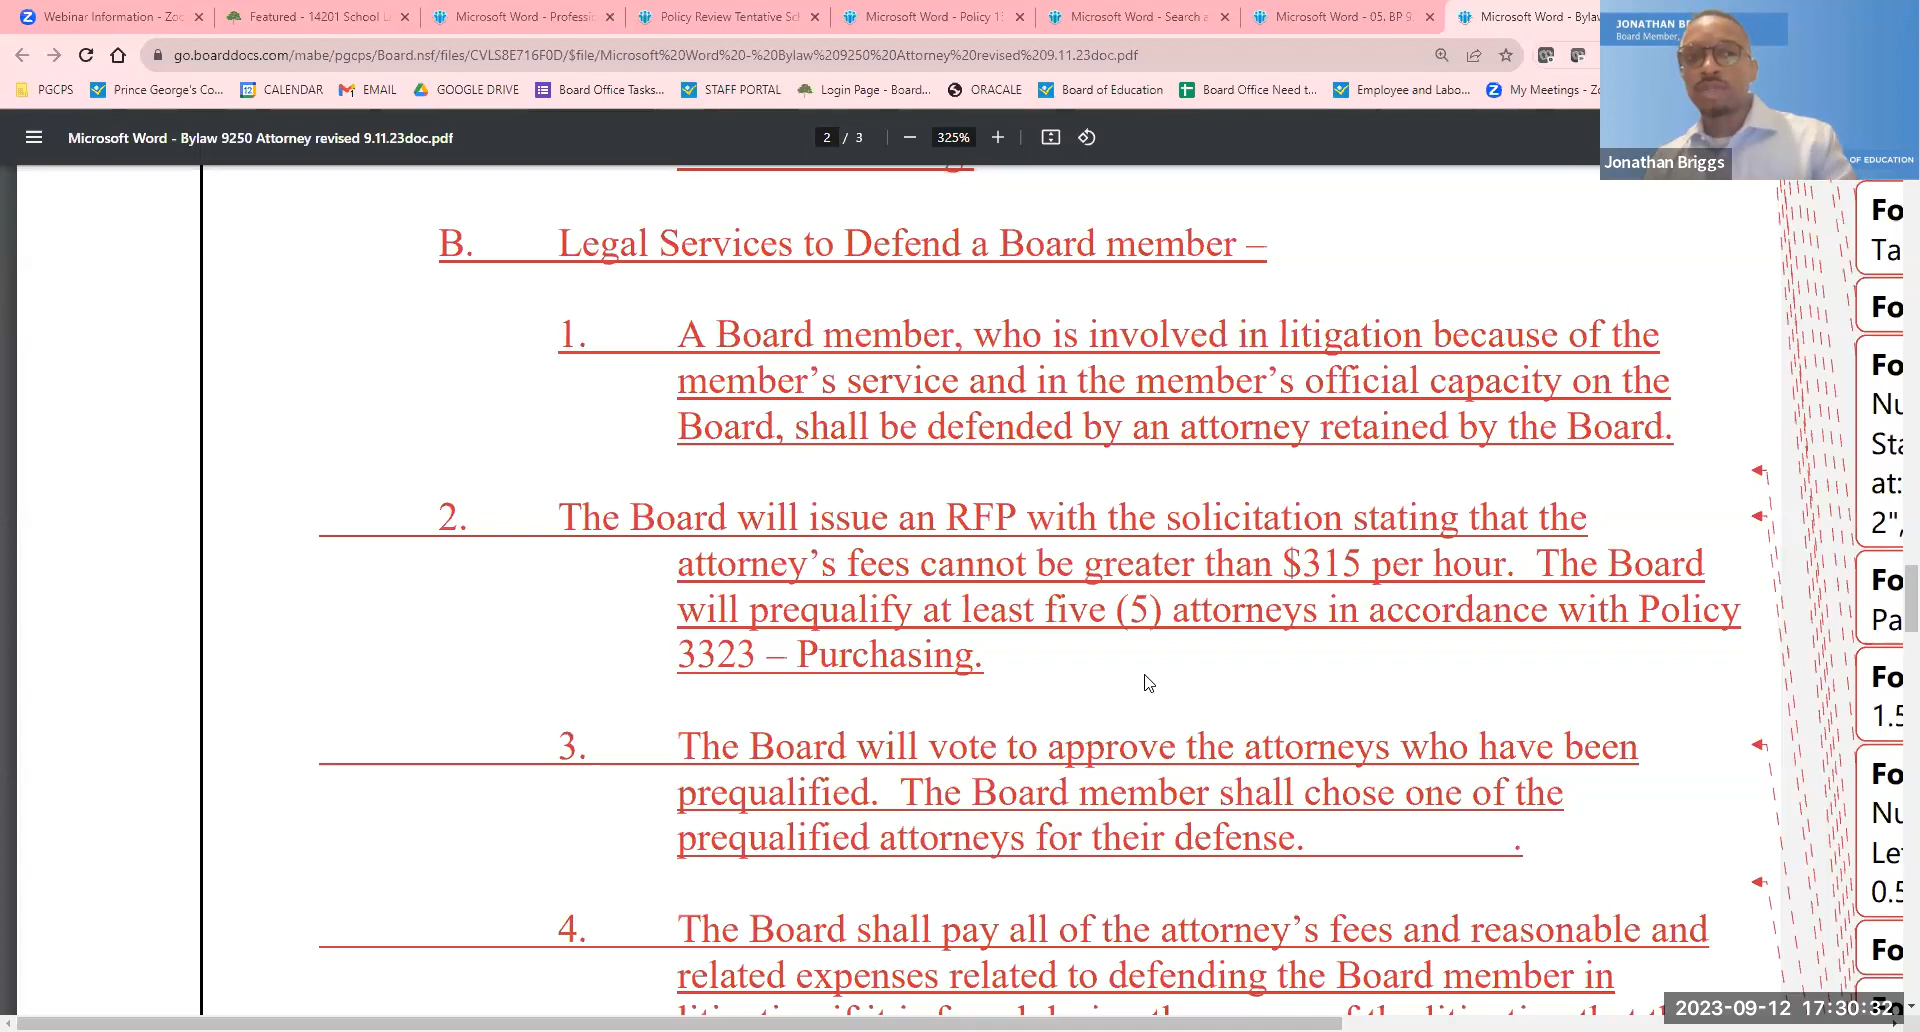 Webinar Information - Zoo
Featured - 14201 School L
Microsoft Word - Professi
Policy Review Tentative Sc
Microsoft Word - Policy 1
Microsoft Word - Search a
Microsoft Word - 05. BP 9
Microsoft Word - Byla
go.boarddocs.com/mabe/pgcps/Board.nsf/files/CVLS8E716F0D/$file/Microsoft%20Word%20-%20Bylaw%209250%20Attorney%20revised%209.11.23doc.pdf
PGCPS
Prince George's Co...
CALENDAR
EMAIL
GOOGLE DRIVE
Board Office Tasks...
STAFF PORTAL
Login Page - Board...
ORACALE
Board of Education
Board Office Need t...
Employee and Labo...
My Meetings - Zo
JONATHAN BR
Board Member,
OF EDUCATION
Jonathan Briggs
Microsoft Word - Bylaw 9250 Attorney revised 9.11.23doc.pdf
2 / 3
325%
B. Legal Services to Defend a Board member –
1. A Board member, who is involved in litigation because of the
member's service and in the member's official capacity on the
Board, shall be defended by an attorney retained by the Board.
2. The Board will issue an RFP with the solicitation stating that the
attorney's fees cannot be greater than $315 per hour. The Board
will prequalify at least five (5) attorneys in accordance with Policy
3323 – Purchasing.
3. The Board will vote to approve the attorneys who have been
prequalified. The Board member shall chose one of the
prequalified attorneys for their defense. .
4. The Board shall pay all of the attorney's fees and reasonable and
related expenses related to defending the Board member in
Fo
Ta
Fo
Fo
Nu
Sta
at:
2",
Fo
Pa
Fo
1.5
Fo
Nu
Le
0.5
Fo
2023-09-12 17:30:32